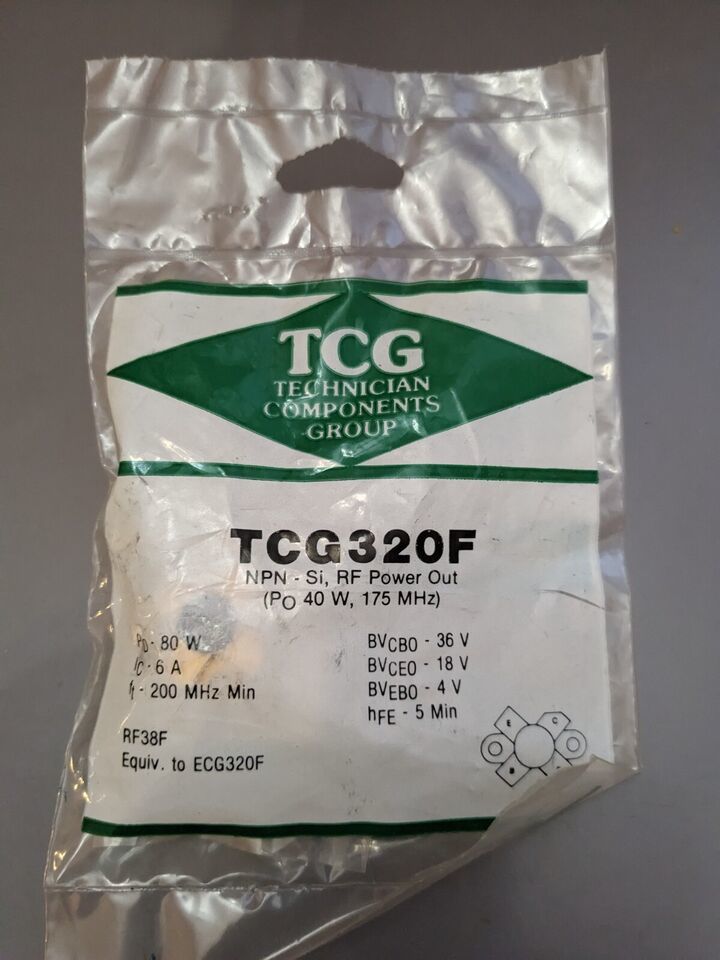 TCG
TECHNICIAN
COMPONENTS
GROUP
TCG320F
NPN - Si, RF Power Out
(PO 40 W, 175 MHz)
PD - 80 W
IC - 6 A
ft - 200 MHz Min
BVCBO - 36 V
BVCEO - 18 V
BVEBO - 4 V
hFE - 5 Min
RF38F
Equiv. to ECG320F
E C
B